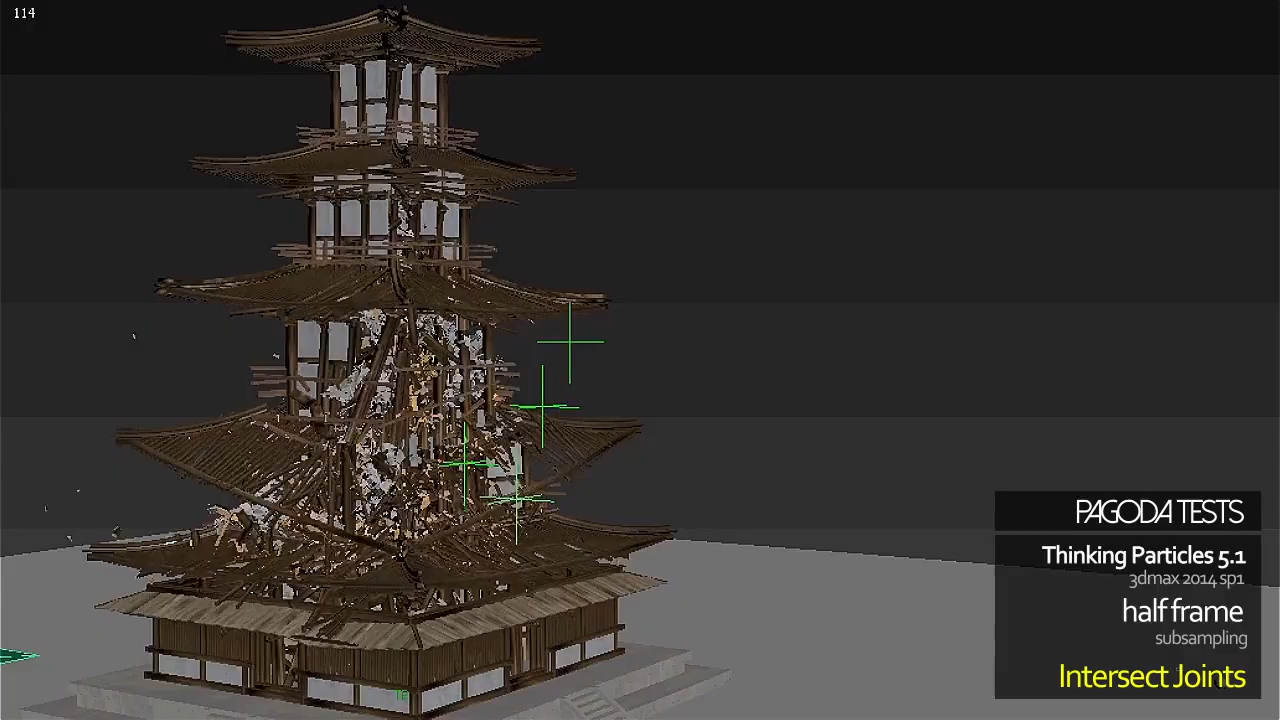 114
PAGODA TESTS
Thinking Particles 5.1
3dmax 2014 sp1
half frame
subsampling
Intersect Joints